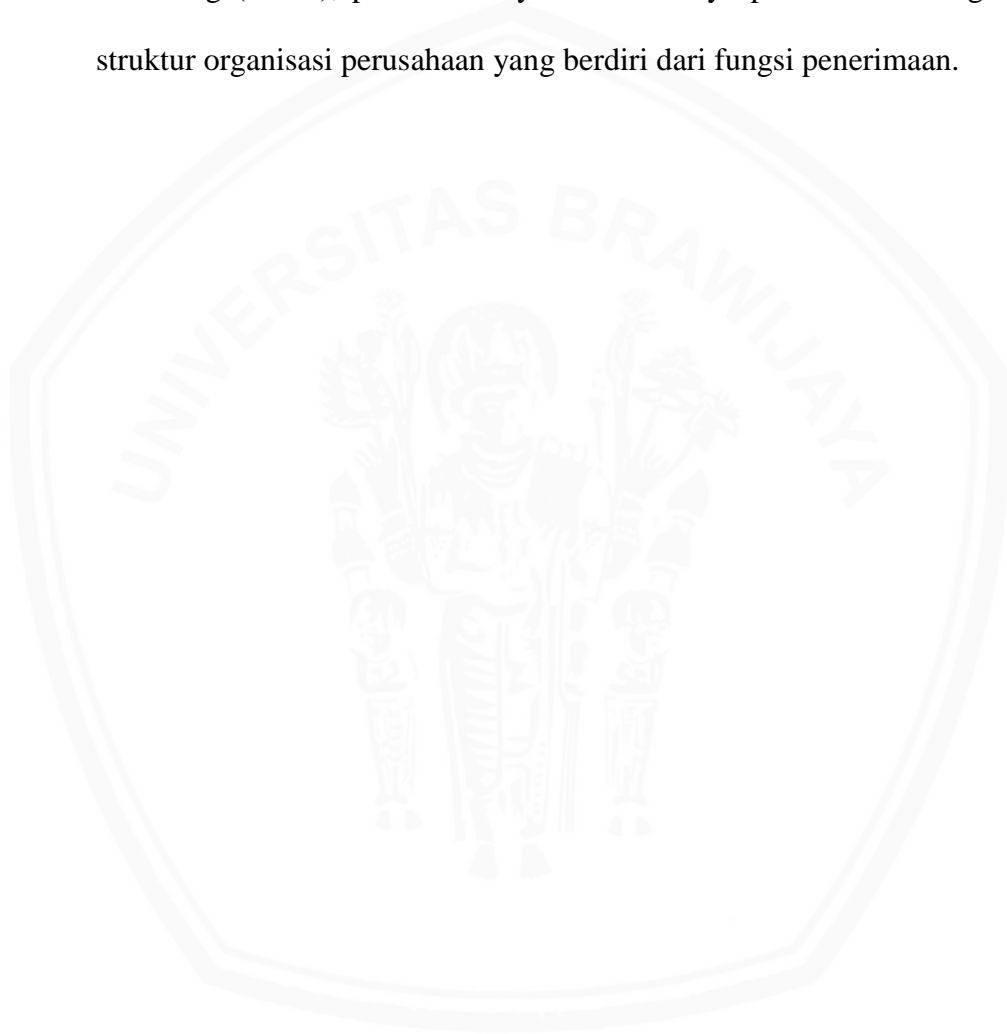 struktur organisasi perusahaan yang berdiri dari fungsi penerimaan.
UNIVERSITAS BRAWIJAYA